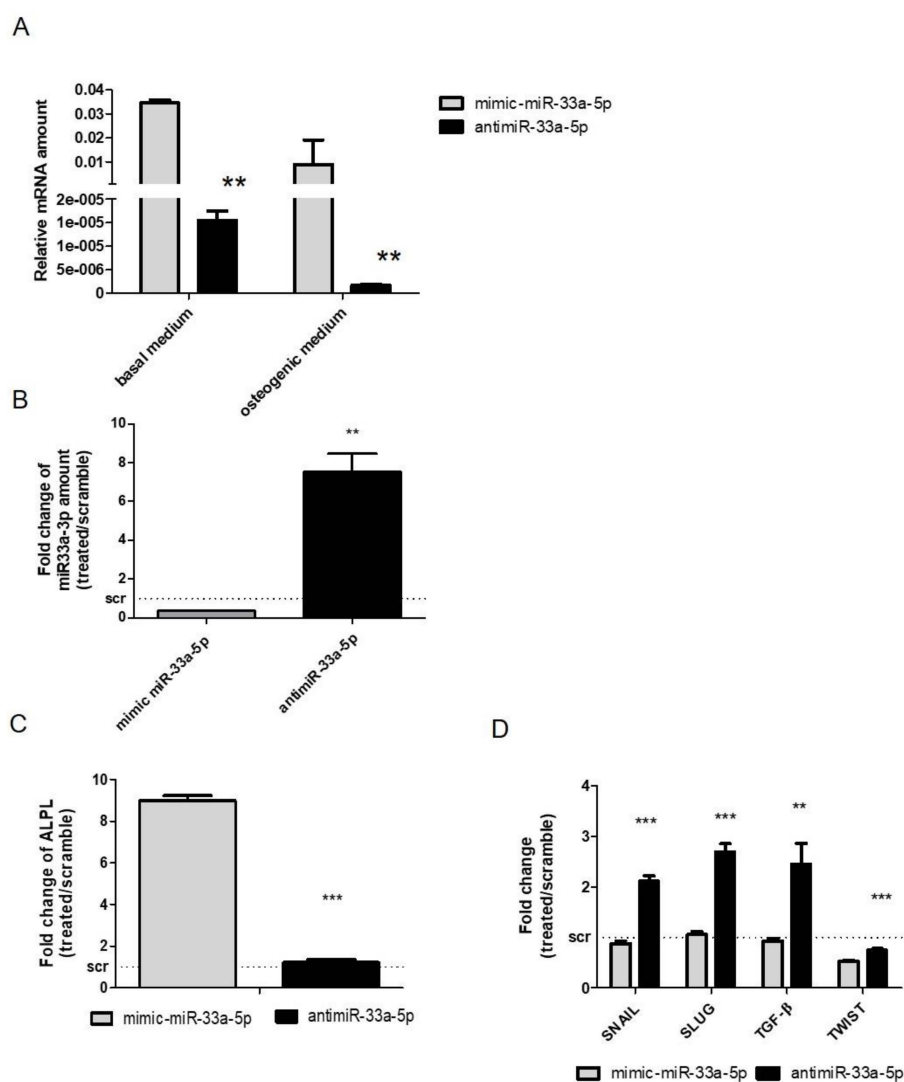 A
Relative mRNA amount
0.04
0.03
0.02
0.01
2e-005
1e-005
1e-005
5e-006
0
**
**
basal medium
osteogenic medium
mimic-miR-33a-5p
antimiR-33a-5p
B
Fold change of
miR33a-3p amount
(treated/scramble)
10
8
6
4
2
scr
0
**
mimic miR-33a-5p
antimiR-33a-5p
C
Fold change of ALPL
(treated/scramble)
10
8
6
4
2
scr
0
***
mimic-miR-33a-5p
antimiR-33a-5p
D
Fold change
(treated/scramble)
4
3
2
scr
0
***
***
**
***
SNAIL
SLUG
TGF-β
TWIST
mimic-miR-33a-5p
antimiR-33a-5p